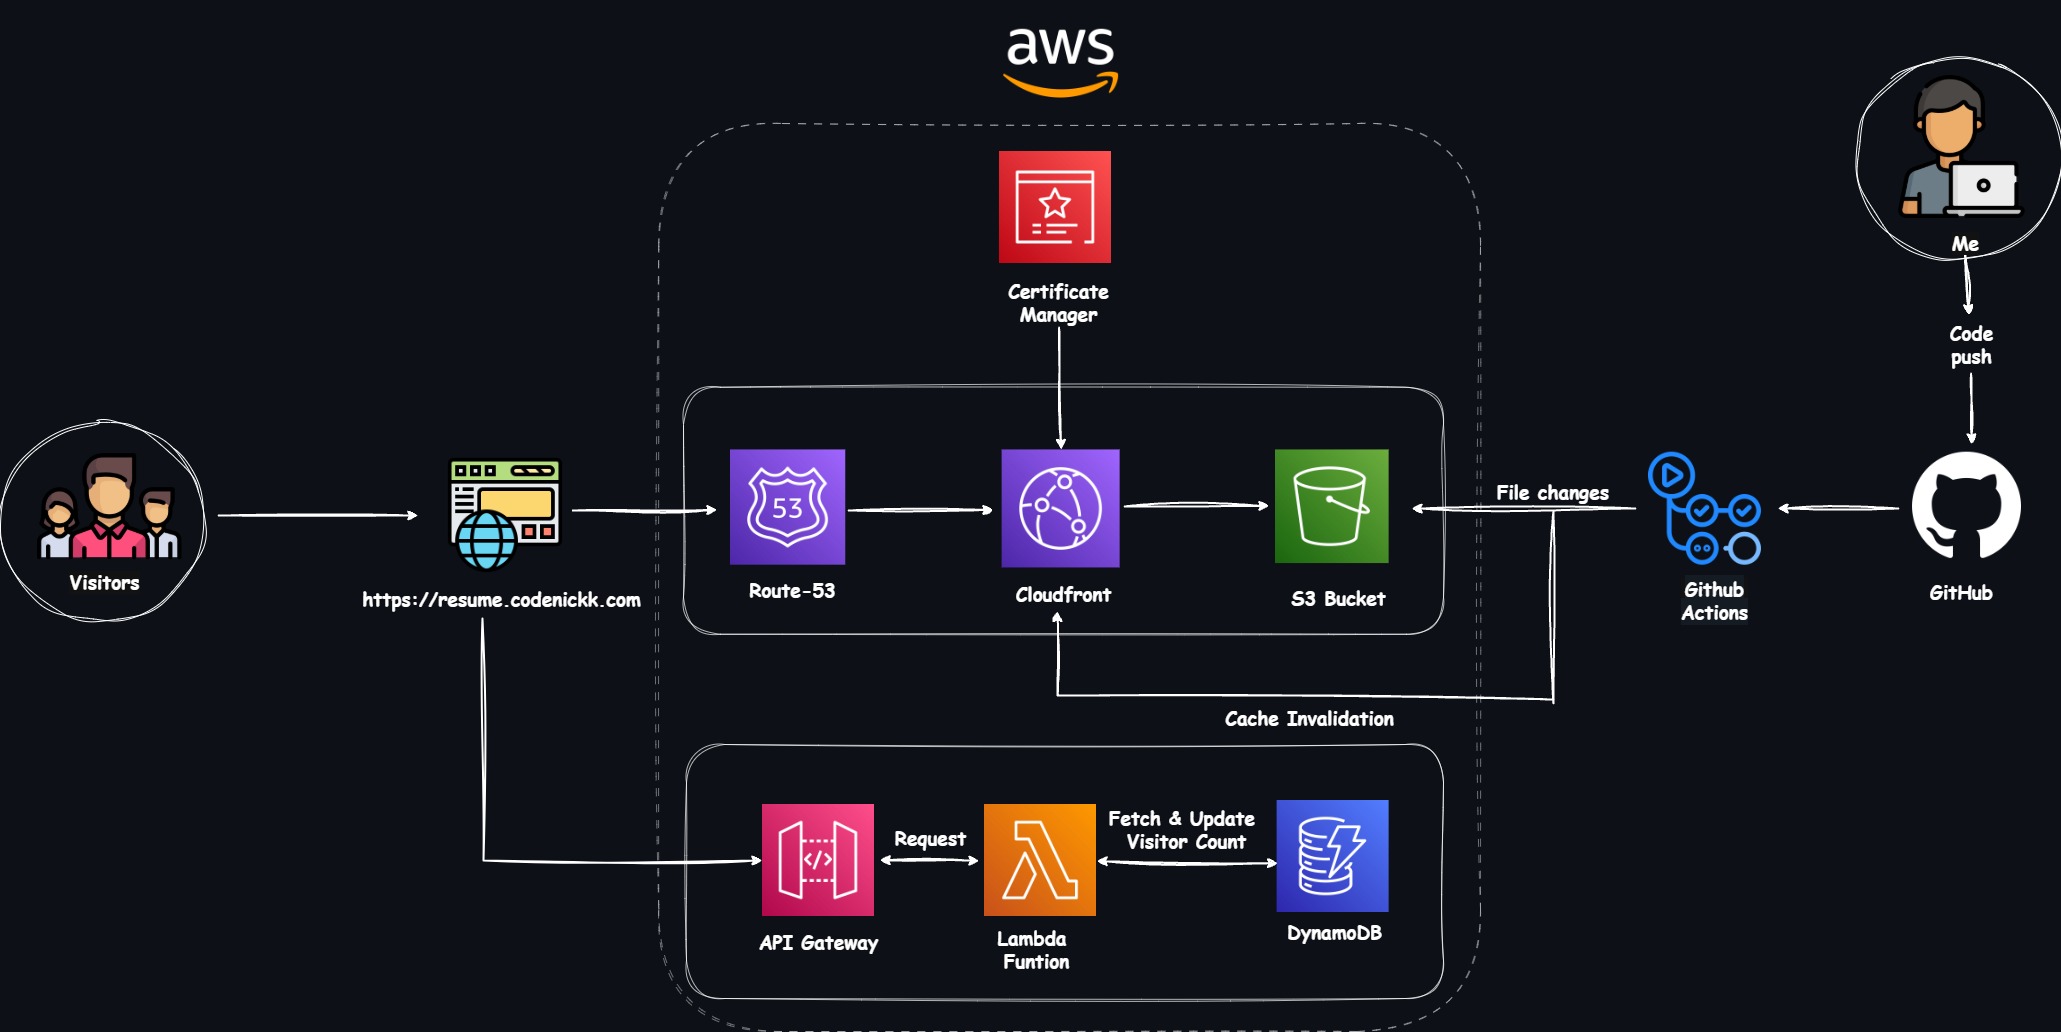 aws
Certificate
Manager
Me
Code
push
Visitors
https://resume.codenickk.com
53
Route-53
Cloudfront
S3 Bucket
File changes
Github
Actions
GitHub
Cache Invalidation
API Gateway
Request
Lambda
Funtion
Fetch & Update
Visitor Count
DynamoDB